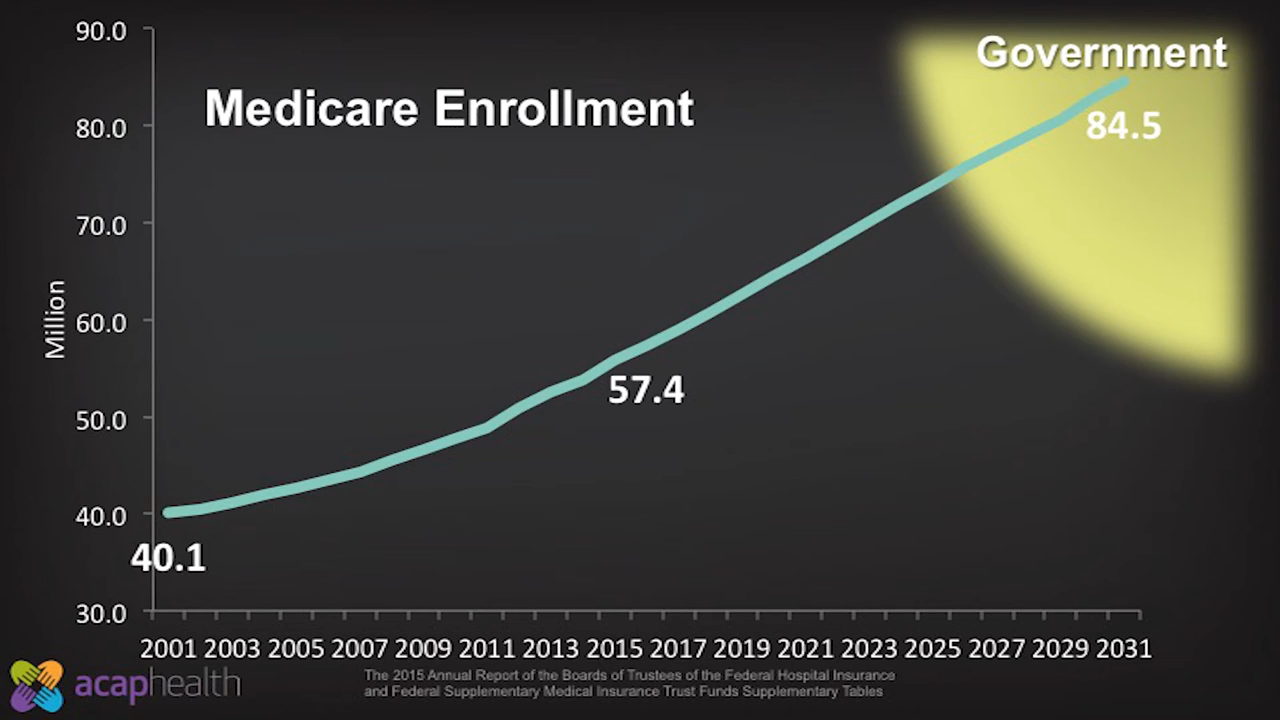 Government
Medicare Enrollment
90.0
80.0
70.0
60.0
50.0
40.0
30.0
Million
84.5
57.4
40.1
2001 2003 2005 2007 2009 2011 2013 2015 2017 2019 2021 2023 2025 2027 2029 2031
acaphealth
The 2015 Annual Report of the Boards of Trustees of the Federal Hospital Insurance
and Federal Supplementary Medical Insurance Trust Funds Supplementary Tables